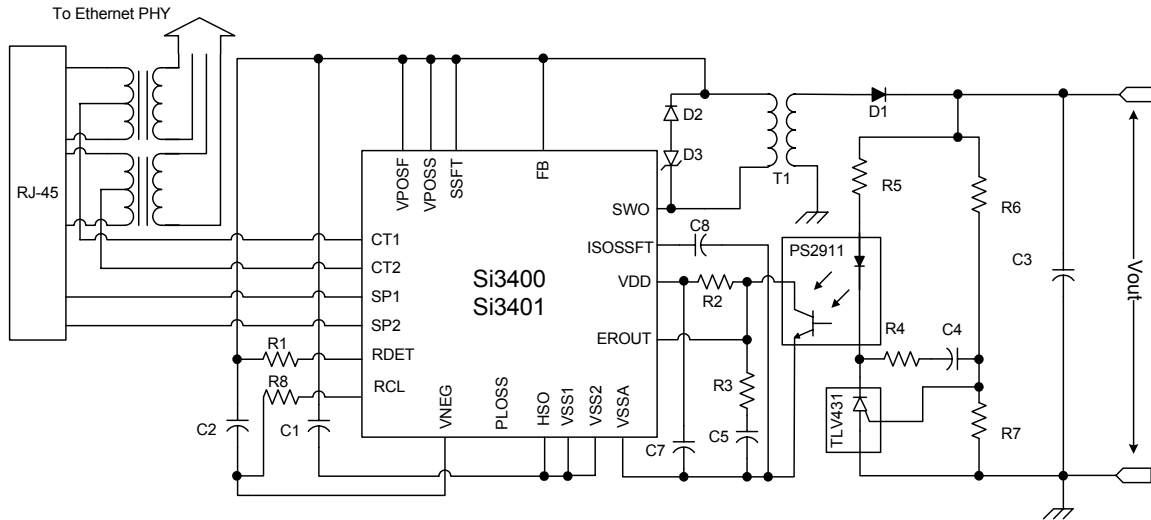 To Ethernet PHY
RJ-45
VPOSF
VPOSS
SSFT
FB
D2
D3
T1
D1
R5
R6
C3
Vout
SWO
ISOSSFT
VDD
EROUT
C8
R2
PS2911
CT1
CT2
SP1
SP2
RDET
RCL
Si3400
Si3401
R1
R8
R4
C4
R3
C5
C7
TLV431
R7
C2
C1
VNEG
PLOSS
HSO
VSS1
VSS2
VSSA